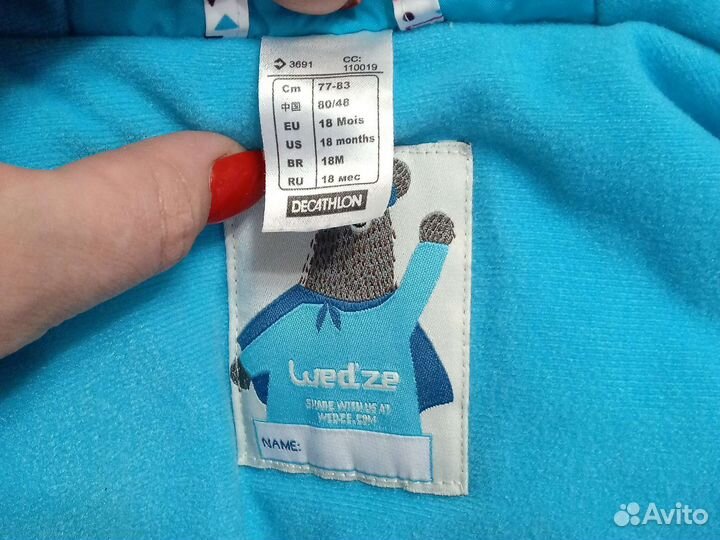 3691 CC: 110019
Cm 77-83
中国 80/48
EU 18 Mois
US 18 months
BR 18M
RU 18 мес
DECATHLON
Wed'ze
SHARE WITH US AT
WEDZE.COM
NAME:
Avito